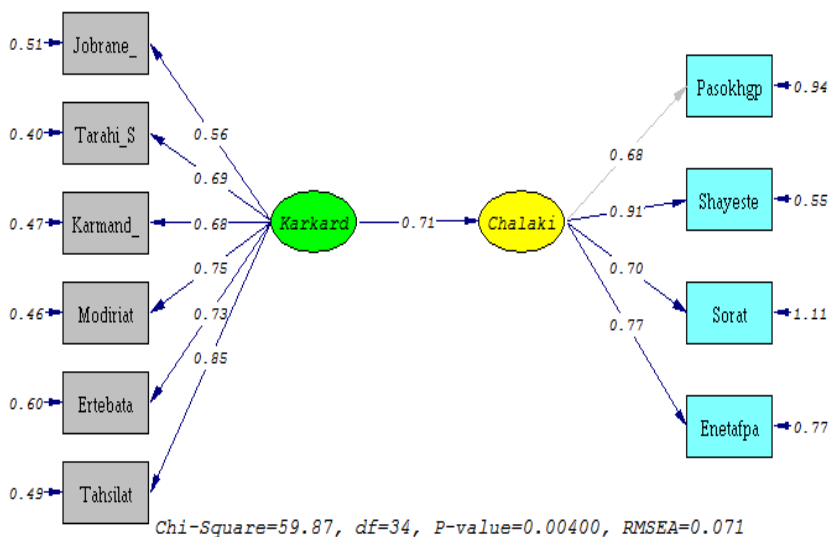 0.51
Jobrane_
0.40
Tarahi_S
0.47
Karmand_
0.46
Modiriat
0.60
Ertebata
0.49
Tahsilat
0.56
0.69
0.68
0.75
0.73
0.85
Karkard
0.71
Chalaki
0.68
0.91
0.70
0.77
Pasokhgp
0.94
Shayeste
0.55
Sorat
1.11
Enetafpa
0.77
Chi-Square=59.87, df=34, P-value=0.00400, RMSEA=0.071